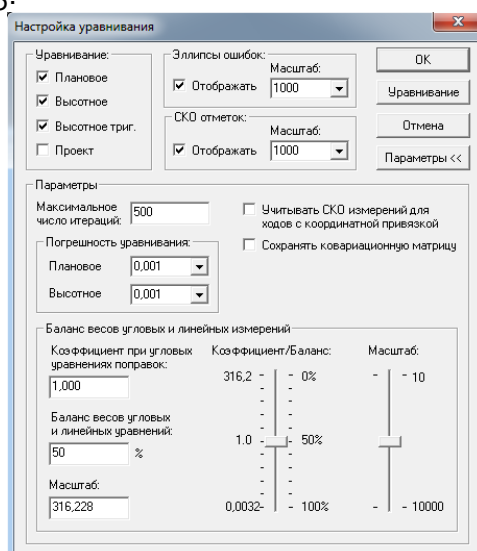 Настройка уравнивания
Уравнивание:
Плановое
Высотное
Высотное триг.
Проект
Эллипсы ошибок:
Масштаб:
Отображать 1000
СКО отметок:
Масштаб:
Отображать 1000
OK
Уравнивание
Отмена
Параметры <<
Параметры
Максимальное
число итераций: 500
Погрешность уравнивания:
Плановое 0,001
Высотное 0,001
Учитывать СКО измерений для
ходов с координатной привязкой
Сохранять ковариационную матрицу
Баланс весов угловых и линейных измерений
Коэффициент при угловых
уравнениях поправок:
1,000
Баланс весов угловых
и линейных уравнений:
50 %
Масштаб:
316,228
Коэффициент/Баланс:
316,2 - - 0%
1.0 - - 50%
0,0032- - 100%
Масштаб:
- - 10
- - 10000